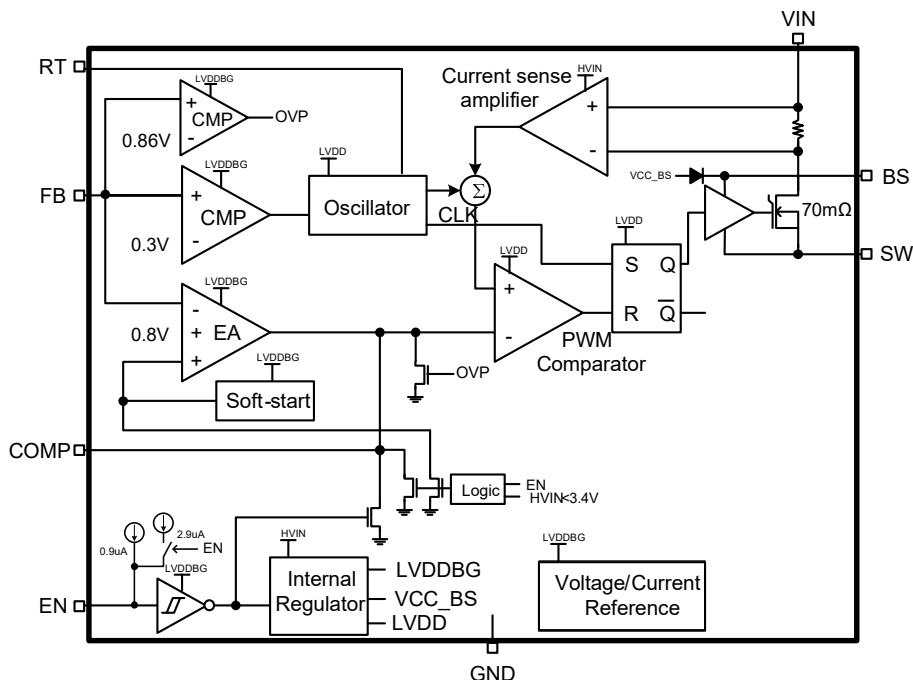 VIN
RT
LVDDBG
+
CMP
-
OVP
0.86V
Current sense
amplifier
HVIN
+
-
LVDDBG
FB
+
CMP
-
0.3V
LVDD
Oscillator
Σ
CLK
VCC_BS
BS
70mΩ
SW
LVDD
S Q
R Q
LVDD
+
-
PWM
Comparator
LVDDBG
-
0.8V
+
EA
+
LVDDBG
Soft-start
OVP
COMP
Logic
EN
HVIN<3.4V
0.9uA
2.9uA
EN
LVDDBG
EN
HVIN
Internal
Regulator
LVDDBG
VCC_BS
LVDD
LVDDBG
Voltage/Current
Reference
GND